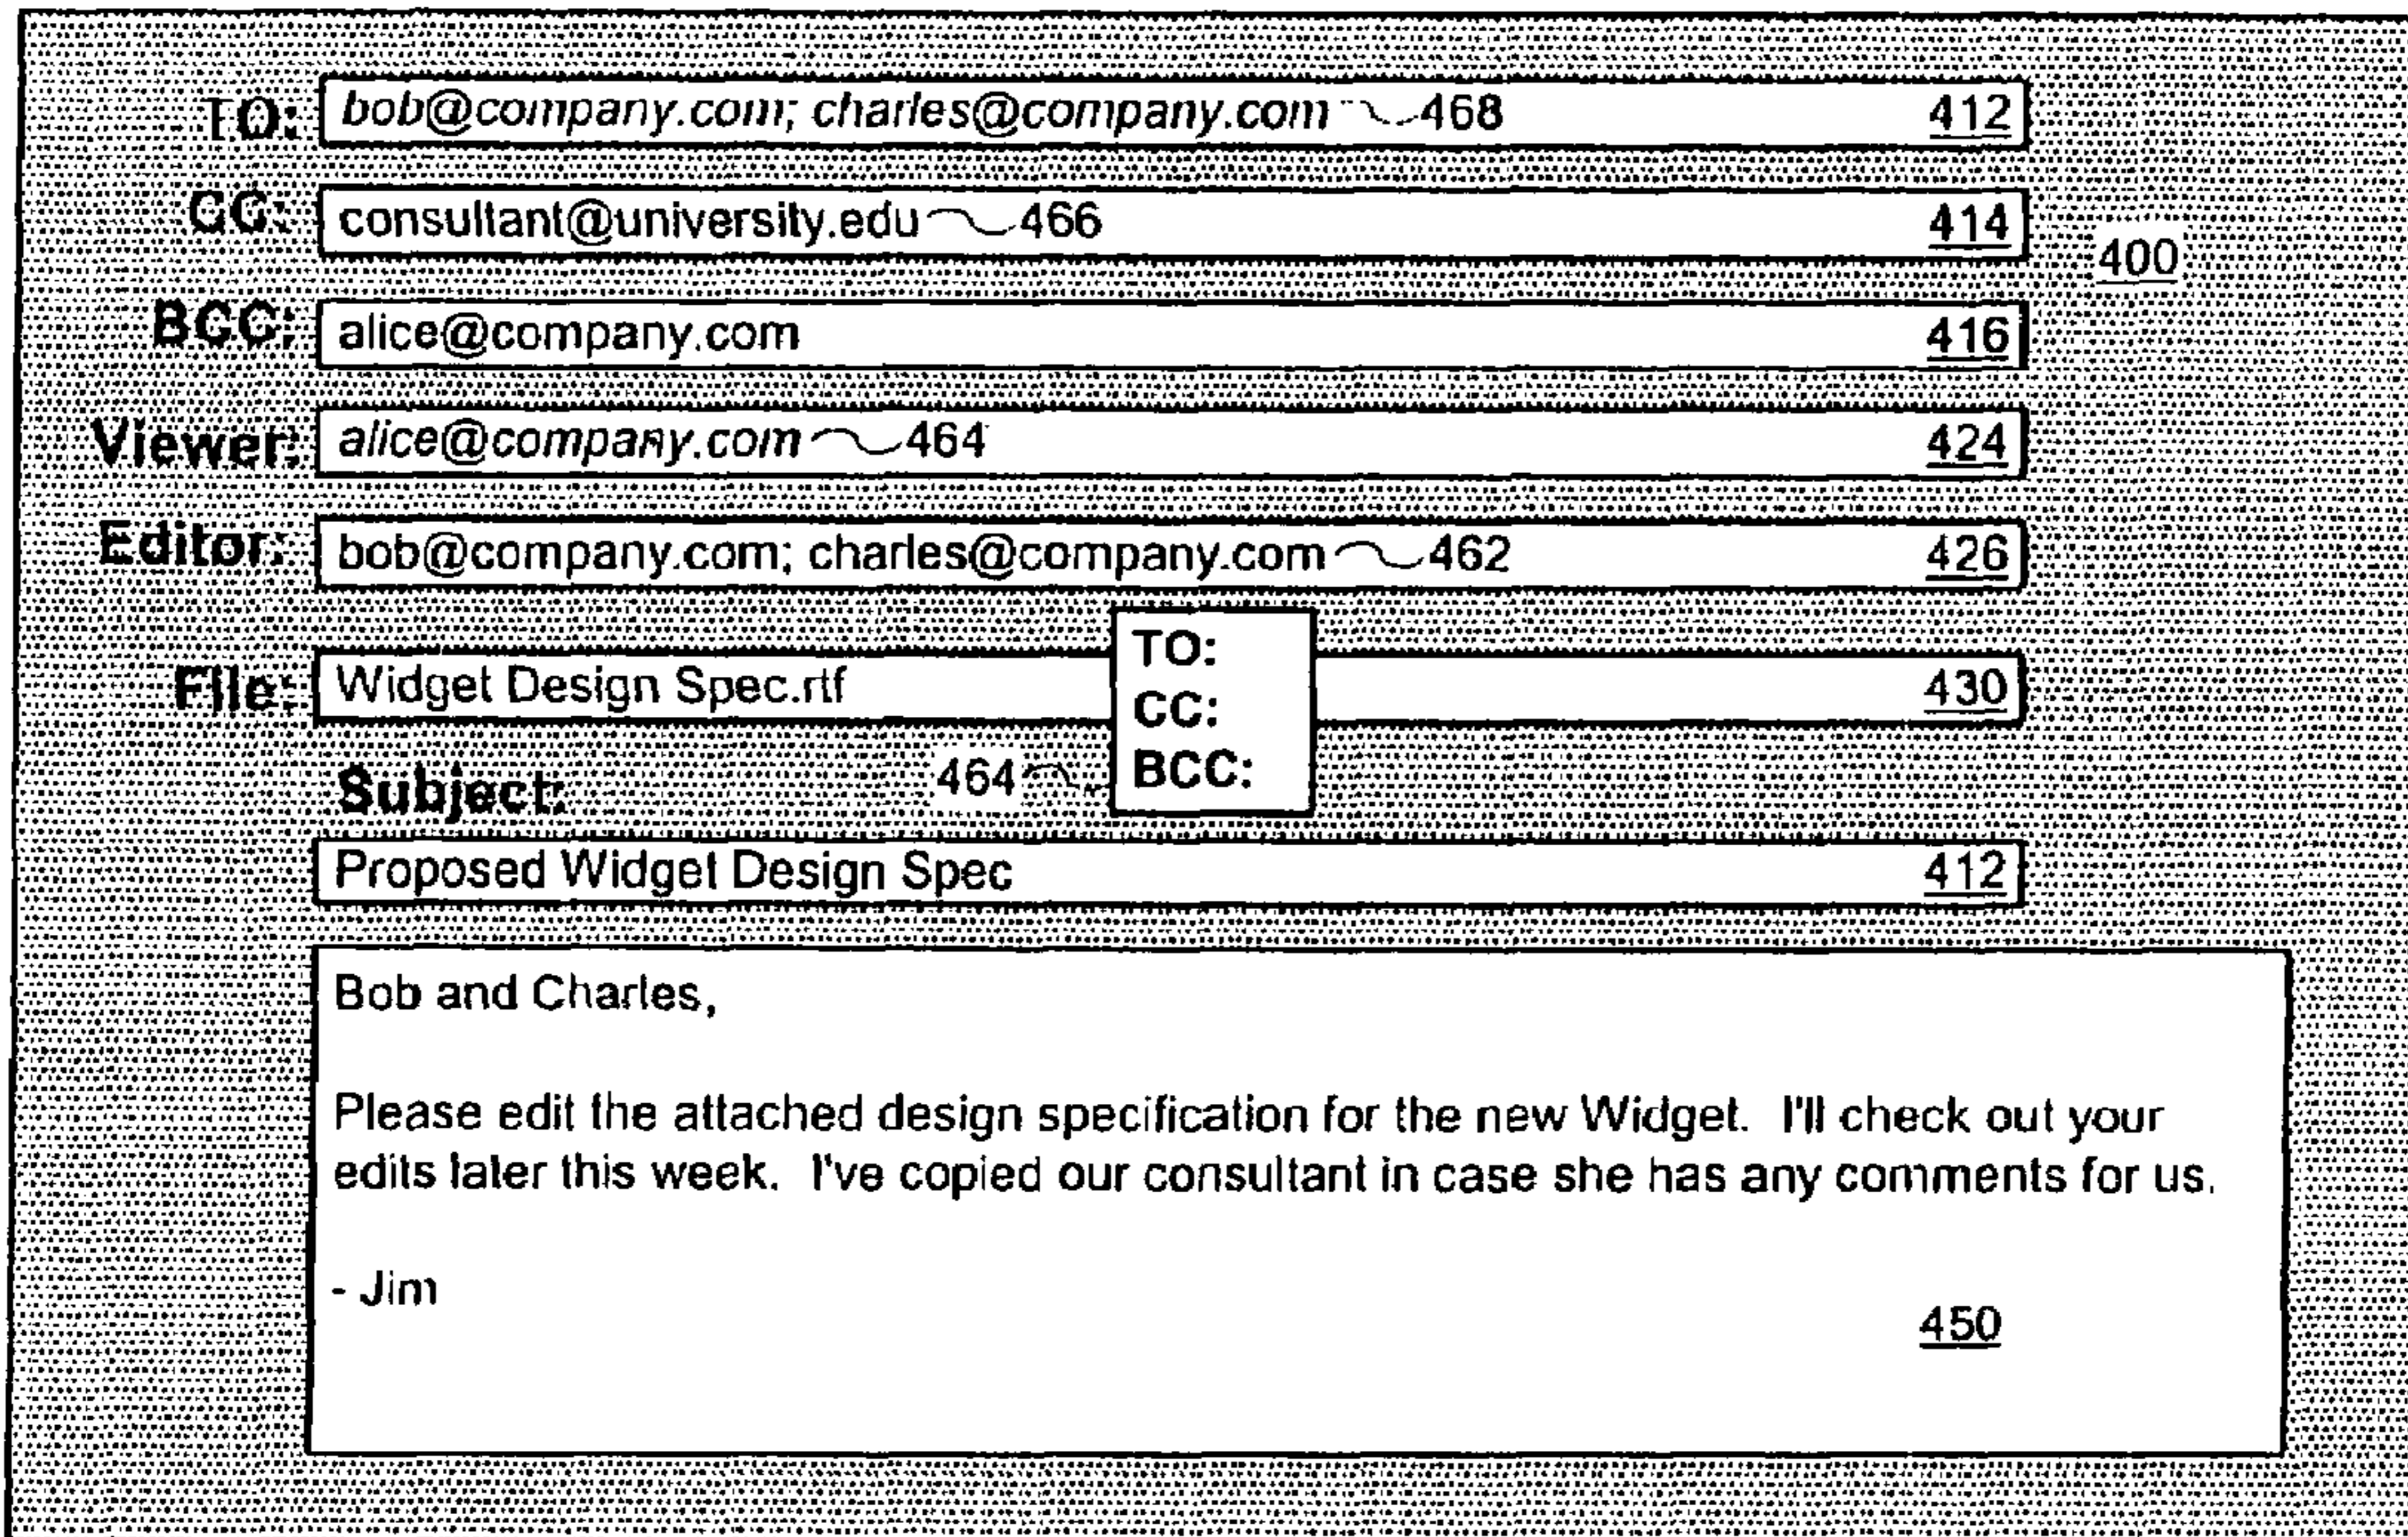 TO: bob@company.com; charles@company.com 468 412
CC: consultant@university.edu 466 414
400
BCC: alice@company.com 416
Viewer: alice@company.com 464 424
Editor: bob@company.com; charles@company.com 462 426
TO:
File: Widget Design Spec.rtf 430
CC:
464 BCC:
Subject:
Proposed Widget Design Spec 412
Bob and Charles,
Please edit the attached design specification for the new Widget. I'll check out your
edits later this week. I've copied our consultant in case she has any comments for us.
- Jim
450